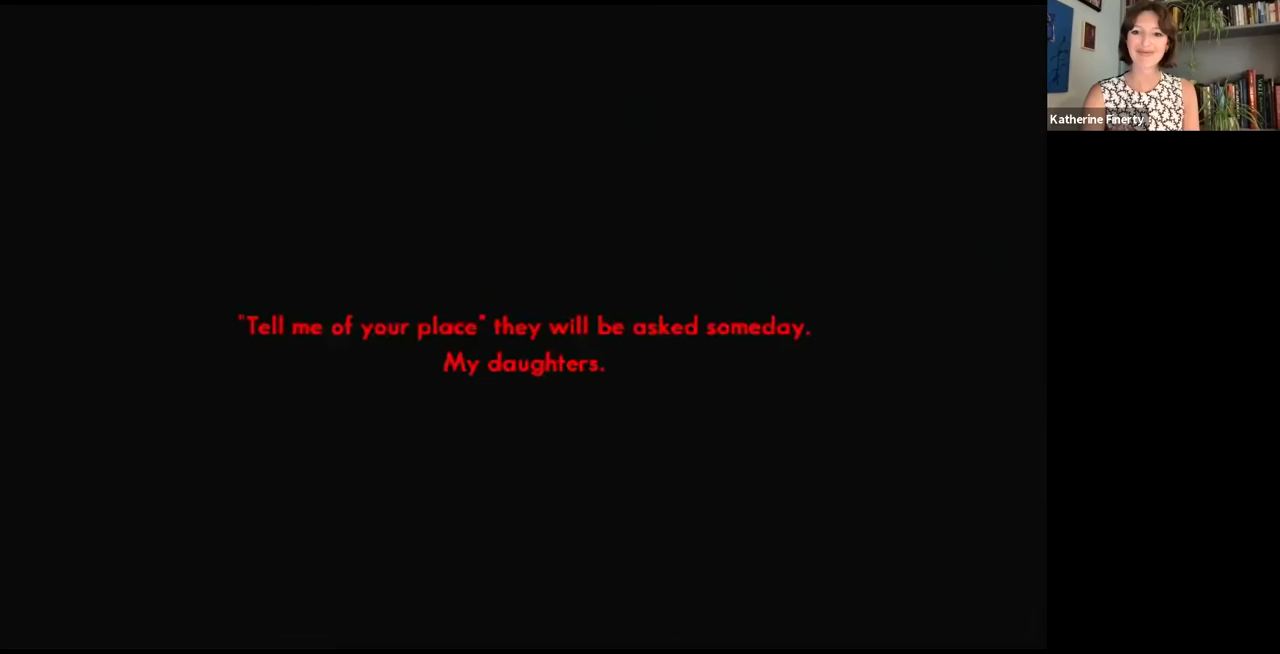 "Tell me of your place" they will be asked someday.
My daughters.
Katherine Finerty